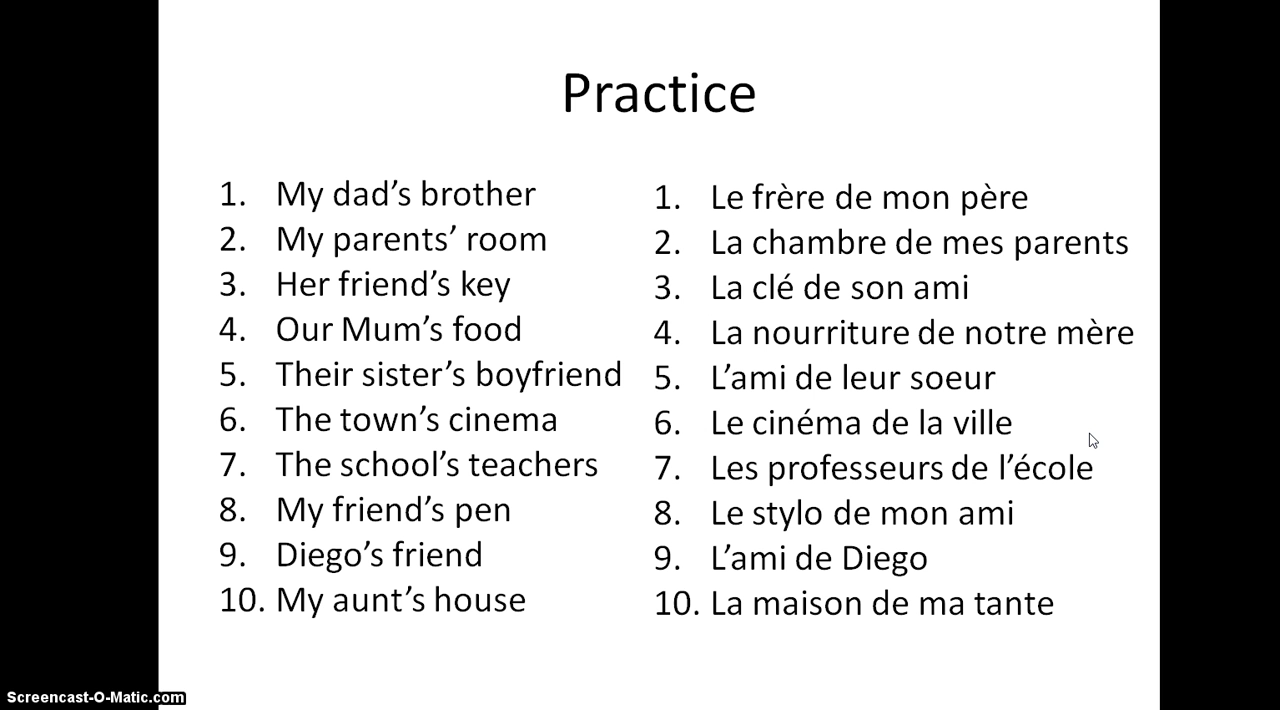 Practice
1. My dad’s brother
2. My parents’ room
3. Her friend’s key
4. Our Mum’s food
5. Their sister’s boyfriend
6. The town’s cinema
7. The school’s teachers
8. My friend’s pen
9. Diego’s friend
10. My aunt’s house
1. Le frère de mon père
2. La chambre de mes parents
3. La clé de son ami
4. La nourriture de notre mère
5. L’ami de leur soeur
6. Le cinéma de la ville
7. Les professeurs de l’école
8. Le stylo de mon ami
9. L’ami de Diego
10. La maison de ma tante
Screencast-O-Matic.com